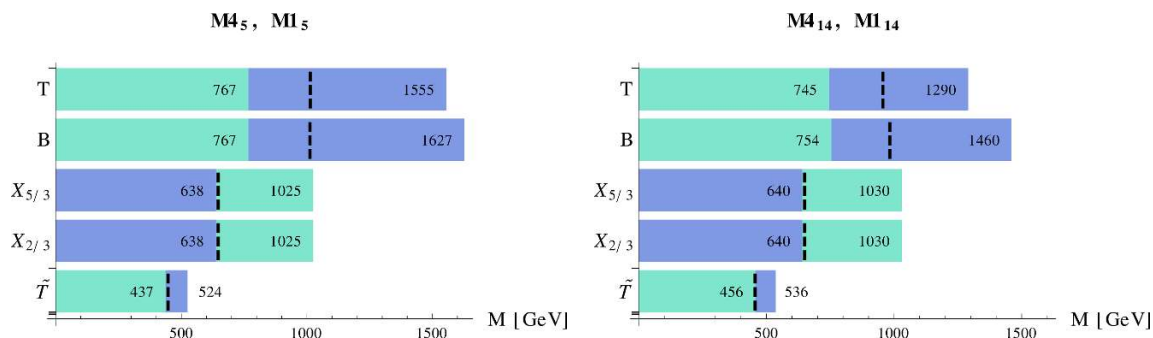 M4₅, M1₅
T 767 1555
B 767 1627
X₅/₃ 638 1025
X₂/₃ 638 1025
T̃ 437 524
500 1000 1500 M [GeV]
M4₁₄, M1₁₄
T 745 1290
B 754 1460
X₅/₃ 640 1030
X₂/₃ 640 1030
T̃ 456 536
500 1000 1500 M [GeV]